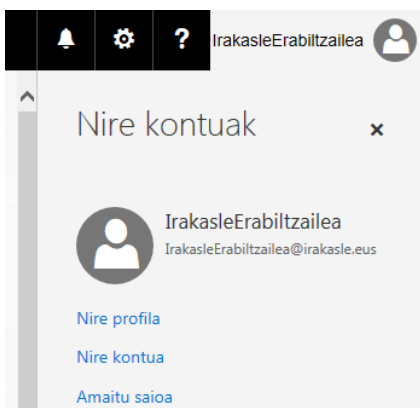 IrakasleErabiltzailea
Nire kontuak
IrakasleErabiltzailea
IrakasleErabiltzailea@irakasle.eus
Nire profila
Nire kontua
Amaitu saioa